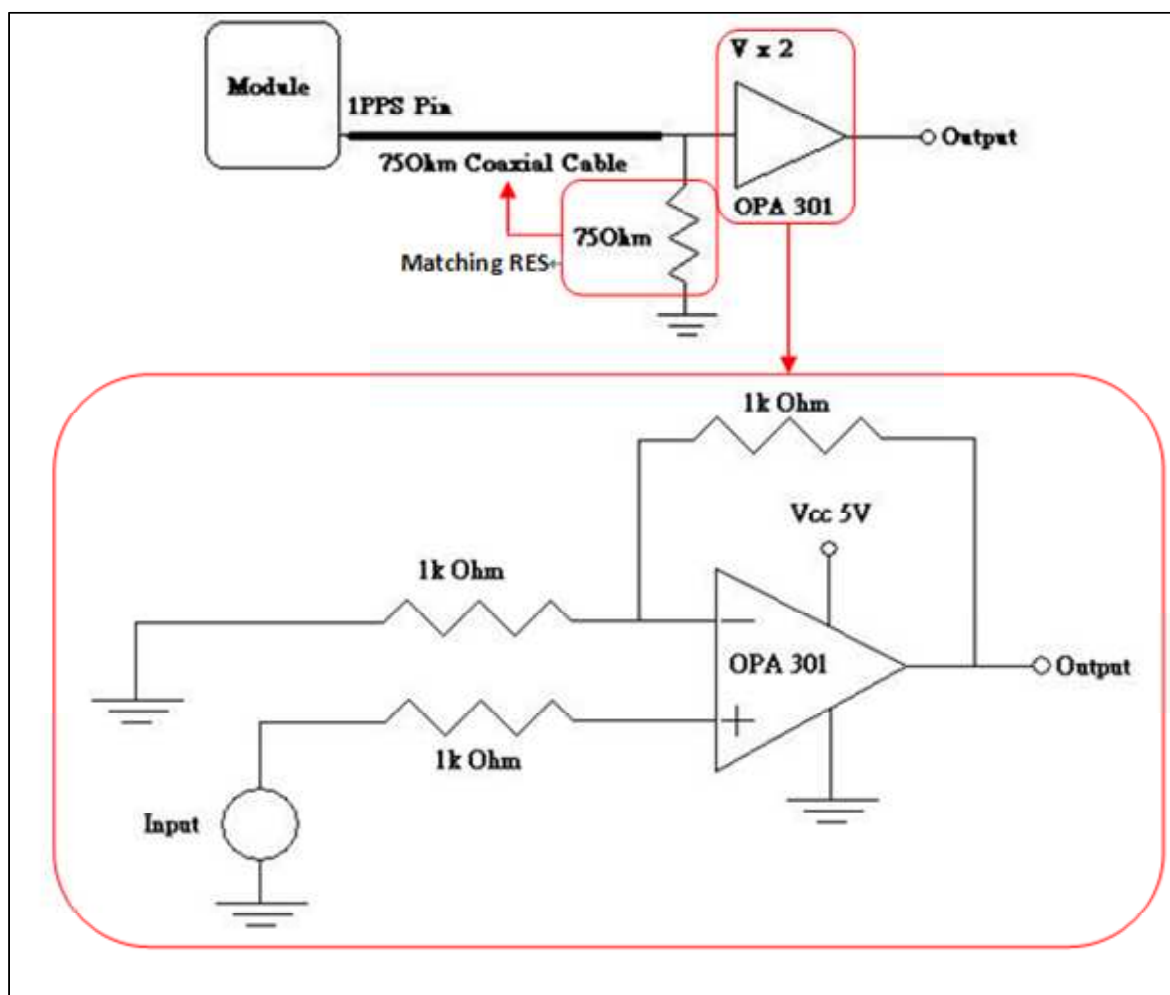 V x 2
Module
1PPS Pin
Output
75Ohm Coaxial Cable
OPA 301
75Ohm
Matching RES
1k Ohm
Vcc 5V
1k Ohm
OPA 301
Output
1k Ohm
Input